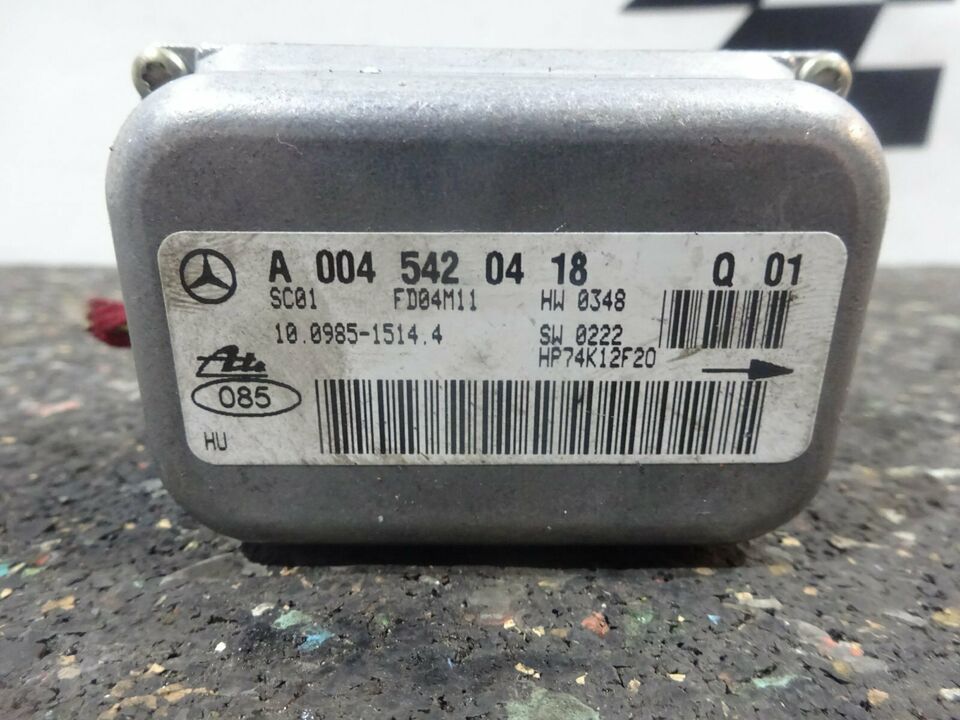 A 004 542 04 18 Q 01
SC01 FD04M11 HW 0348
10.0985-1514.4 SW 0222
HP74K12F20
Ate
085
HU